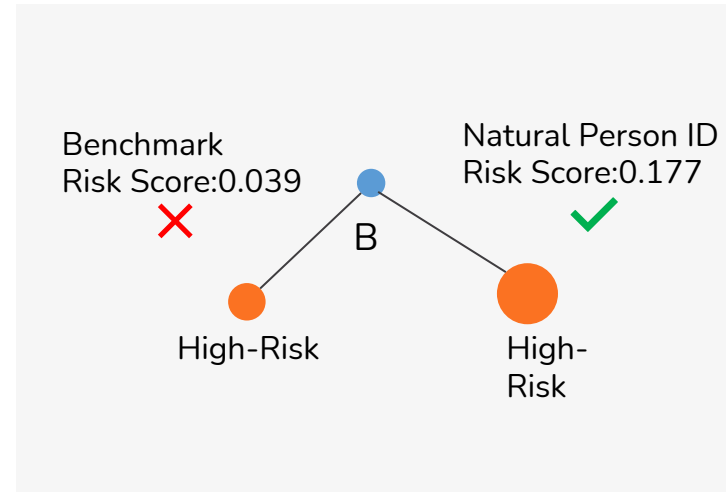 Benchmark
Risk Score:0.039
Natural Person ID
Risk Score:0.177
B
High-Risk
High-
Risk